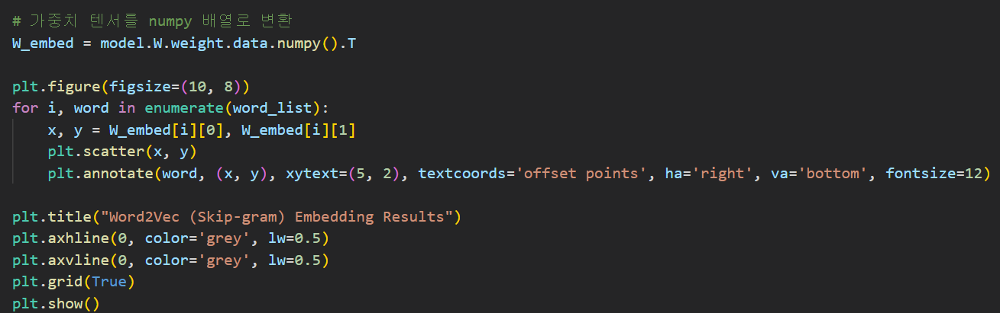 # 가중치 텐서를 numpy 배열로 변환
W_embed = model.W.weight.data.numpy().T
plt.figure(figsize=(10, 8))
for i, word in enumerate(word_list):
    x, y = W_embed[i][0], W_embed[i][1]
    plt.scatter(x, y)
    plt.annotate(word, (x, y), xytext=(5, 2), textcoords='offset points', ha='right', va='bottom', fontsize=12)
plt.title("Word2Vec (Skip-gram) Embedding Results")
plt.axhline(0, color='grey', lw=0.5)
plt.axvline(0, color='grey', lw=0.5)
plt.grid(True)
plt.show()